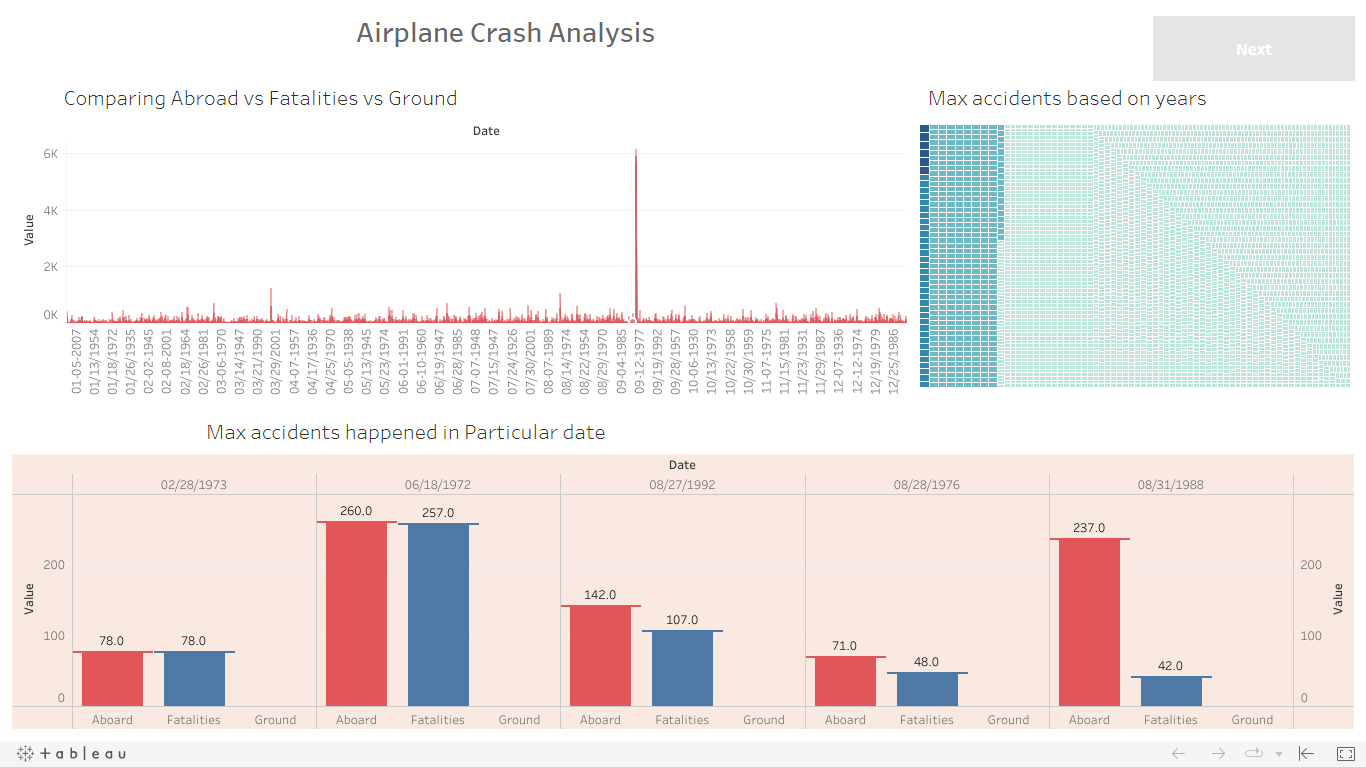 Airplane Crash Analysis
Next
Comparing Abroad vs Fatalities vs Ground
Date
Value
6K
4K
2K
0K
01-05-2007
01/13/1954
01/18/1972
01/26/1935
02-02-1945
02-08-2001
02/18/1964
02/26/1981
03-06-1970
03/14/1947
03/21/1990
03/29/2001
04-07-1957
04/17/1936
04/25/1970
05-05-1938
05/13/1945
05/23/1974
06-01-1991
06-10-1960
06/19/1947
06/28/1985
07-07-1948
07/15/1976
07/24/1926
07/30/2001
08-07-1989
08/14/1974
08/22/1954
08/29/1970
09-04-1985
09-12-1977
09/19/1992
09/28/1957
10-06-1930
10/13/1973
10/22/1958
10/30/1959
11-07-1975
11/15/1981
11/23/1931
11/29/1987
12-07-1936
12-12-1974
12/19/1979
12/25/1986
Max accidents based on years
Max accidents happened in Particular date
Date
02/28/1973 06/18/1972 08/27/1992 08/28/1976 08/31/1988
Value
200
100
0
78.0 78.0 260.0 257.0 142.0 107.0 71.0 48.0 237.0 42.0
200
100
0
Value
Aboard Fatalities Ground Aboard Fatalities Ground Aboard Fatalities Ground Aboard Fatalities Ground Aboard Fatalities Ground
+ableau